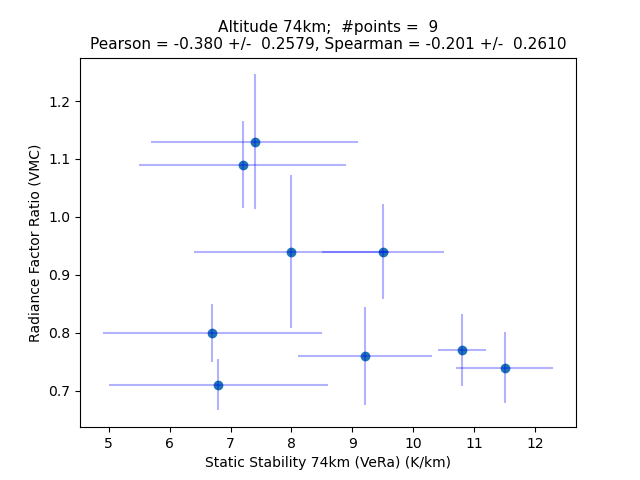 Altitude 74km;  #points =  9
Pearson = -0.380 +/-  0.2579, Spearman = -0.201 +/-  0.2610
Radiance Factor Ratio (VMC)
1.2
1.1
1.0
0.9
0.8
0.7
5 6 7 8 9 10 11 12
Static Stability 74km (VeRa) (K/km)